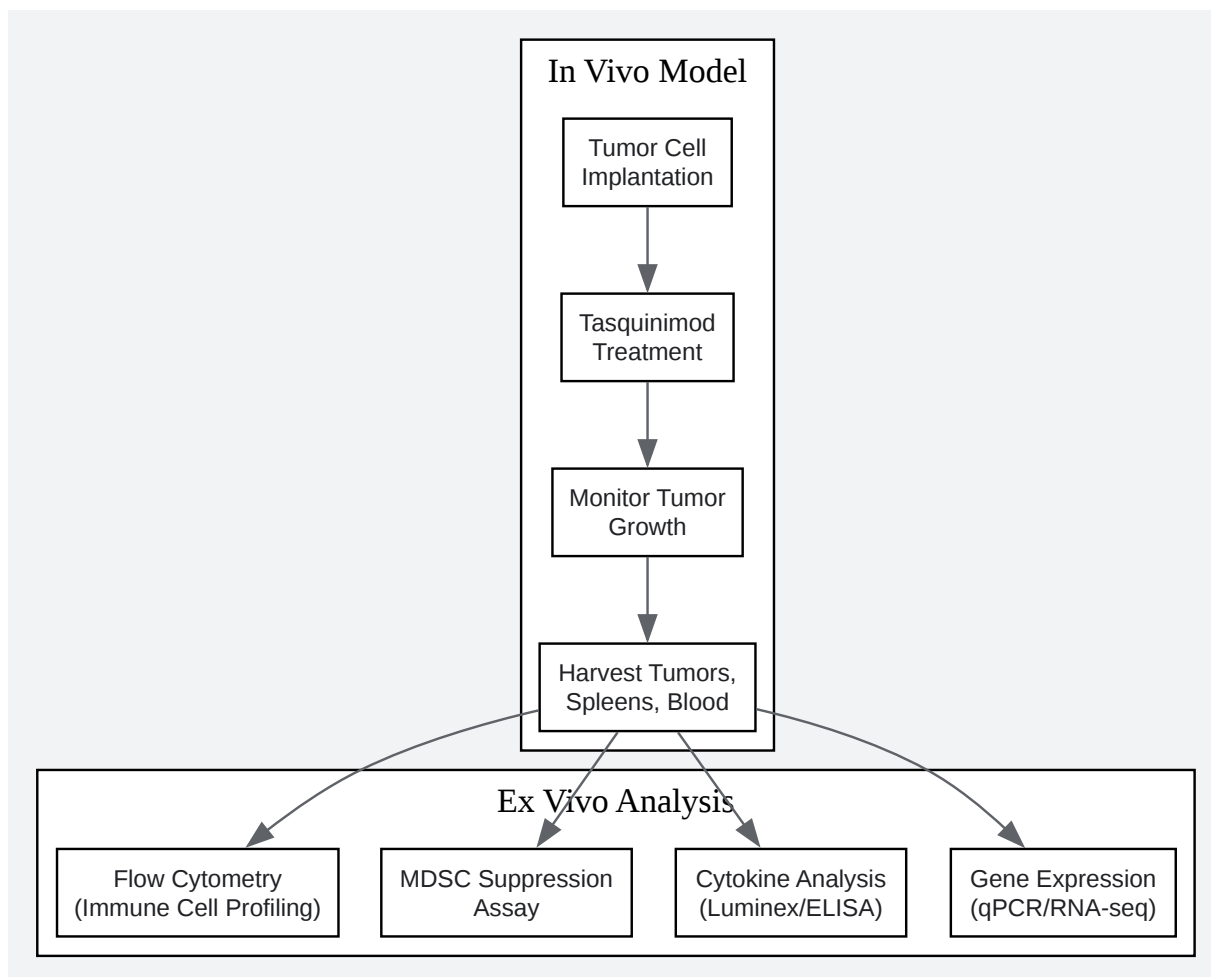 In Vivo Model
Tumor Cell
Implantation
Tasquinimod
Treatment
Monitor Tumor
Growth
Harvest Tumors,
Spleens, Blood
Ex Vivo Analysis
Flow Cytometry
(Immune Cell Profiling)
MDSC Suppression
Assay
Cytokine Analysis
(Luminex/ELISA)
Gene Expression
(qPCR/RNA-seq)